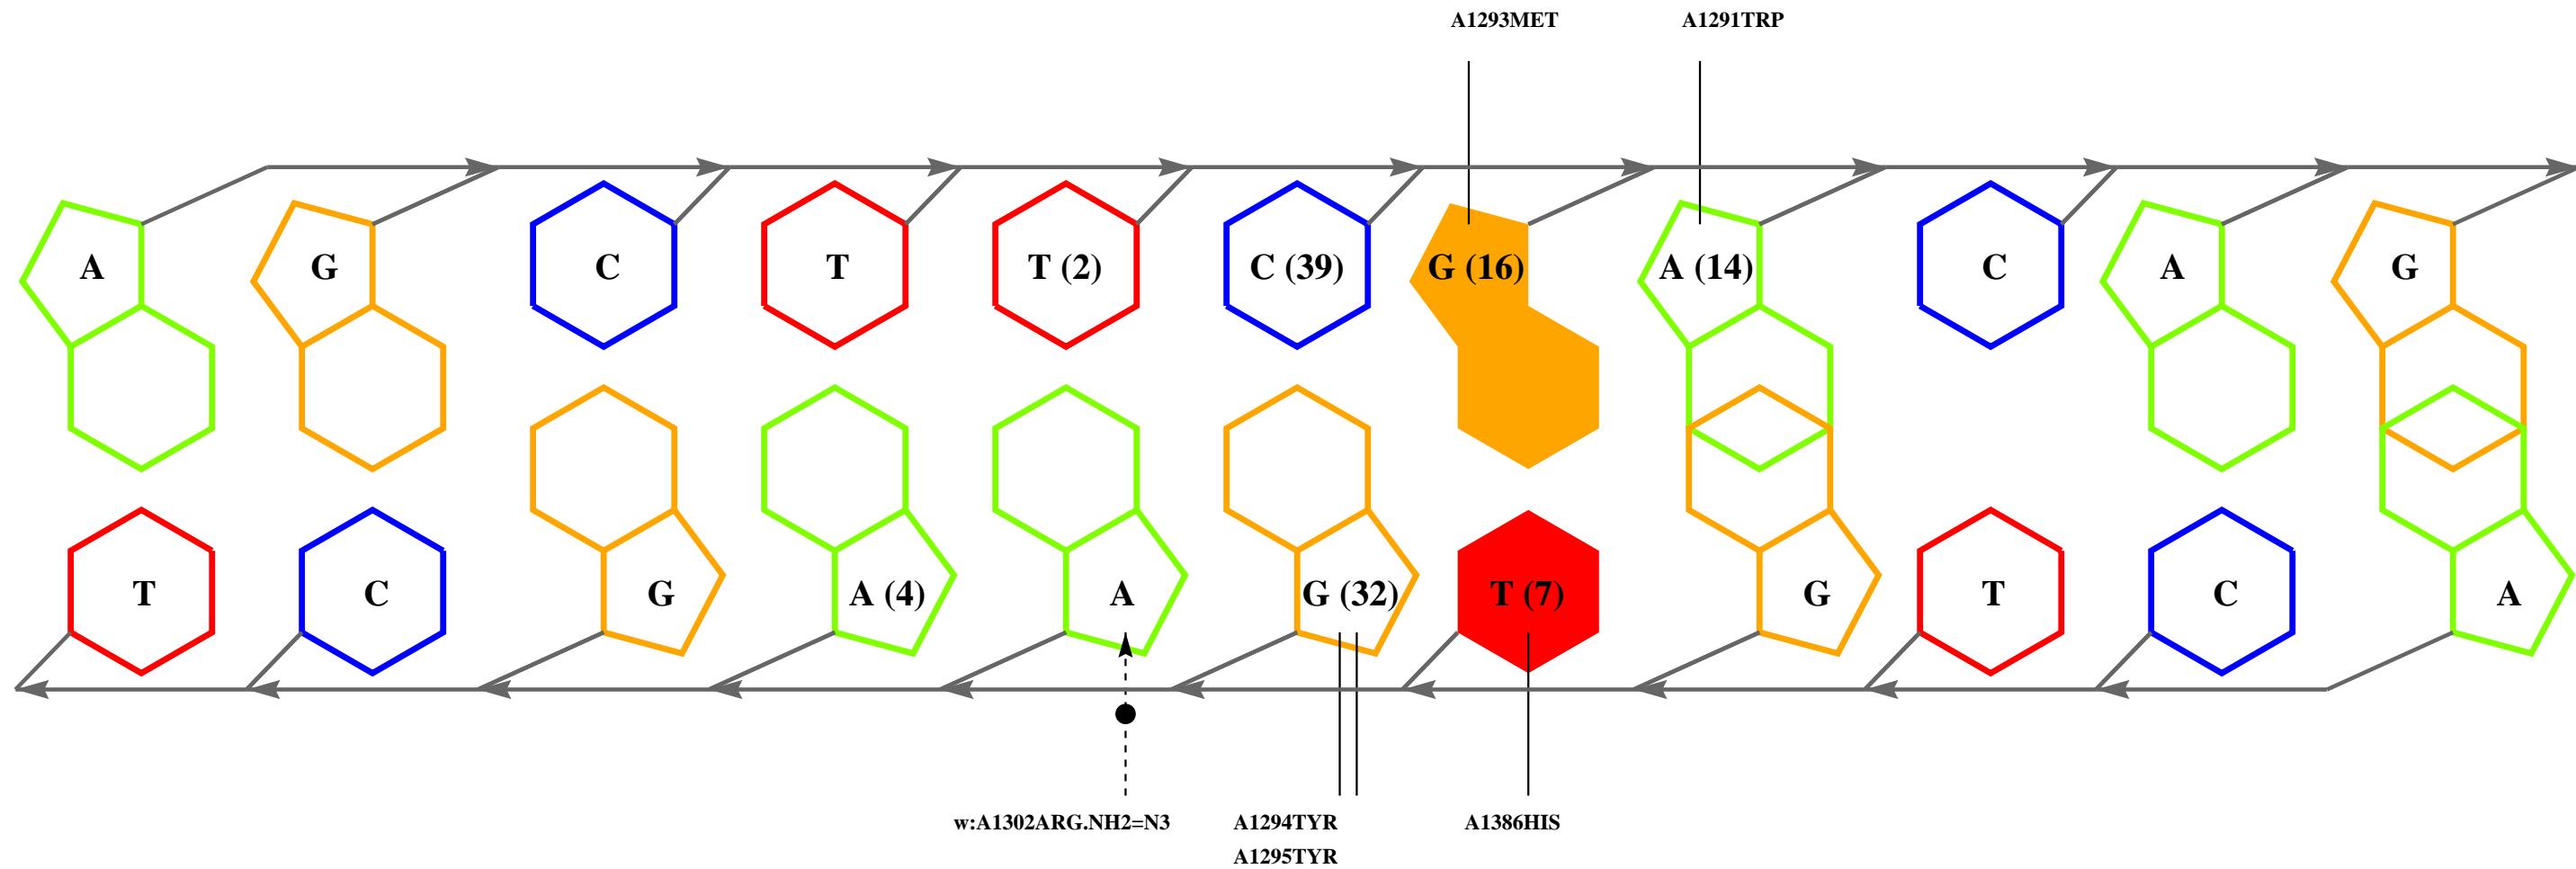 A1293MET A1291TRP
A G C T T (2) C (39) G (16) A (14) C A G
T C G A (4) A G (32) T (7) G T C A
w:A1302ARG.NH2=N3 A1294TYR A1386HIS
A1295TYR